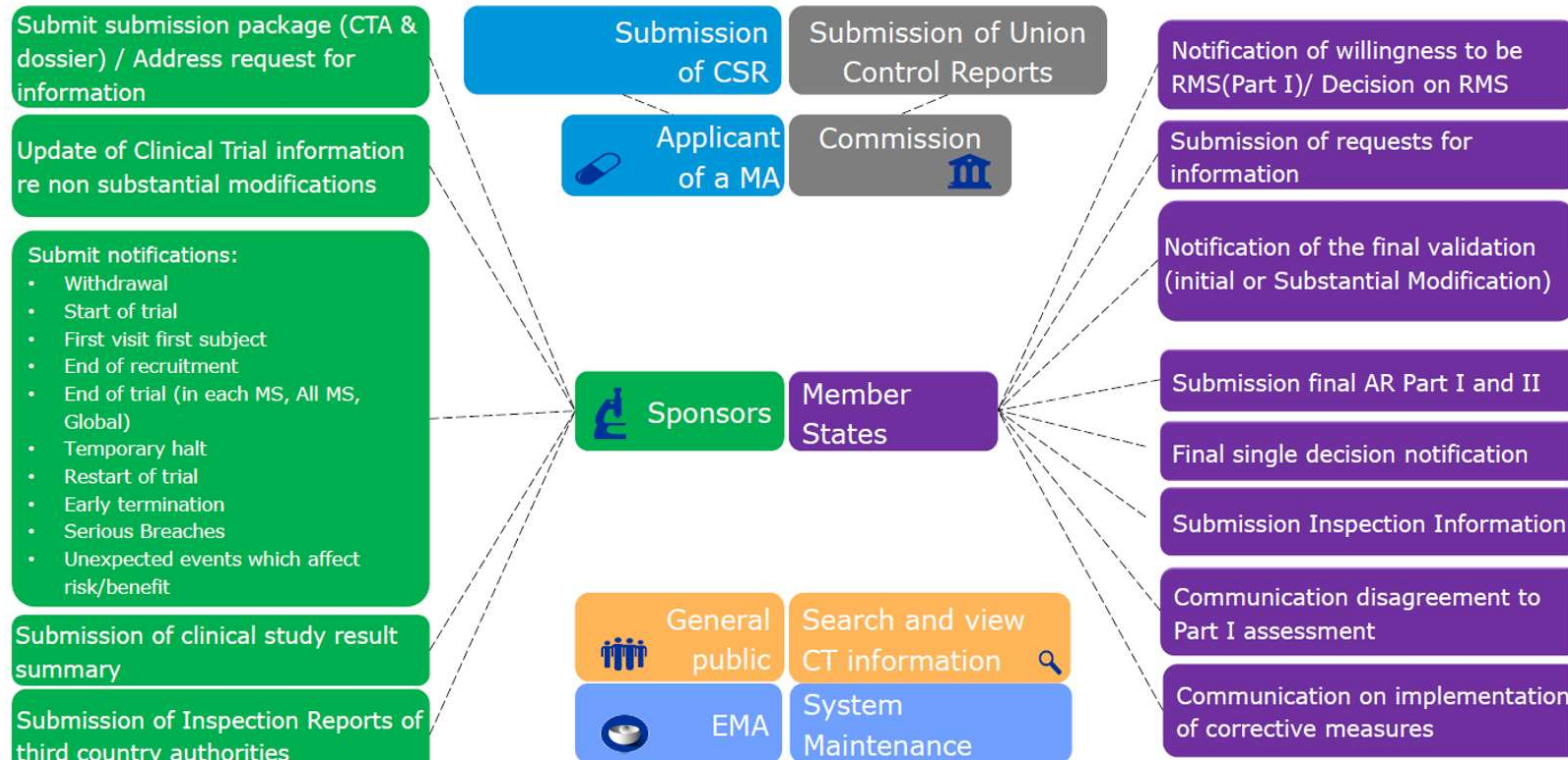 Submit submission package (CTA &
dossier) / Address request for
information
Update of Clinical Trial information
re non substantial modifications
Submit notifications:
• Withdrawal
• Start of trial
• First visit first subject
• End of recruitment
• End of trial (in each MS, All MS,
Global)
• Temporary halt
• Restart of trial
• Early termination
• Serious Breaches
• Unexpected events which affect
risk/benefit
Submission of clinical study result
summary
Submission of Inspection Reports of
third country authorities
Submission
of CSR
Submission of Union
Control Reports
Applicant
of a MA
Commission
Sponsors
Member
States
General
public
Search and view
CT information
EMA
System
Maintenance
Notification of willingness to be
RMS(Part I)/ Decision on RMS
Submission of requests for
information
Notification of the final validation
(initial or Substantial Modification)
Submission final AR Part I and II
Final single decision notification
Submission Inspection Information
Communication disagreement to
Part I assessment
Communication on implementation
of corrective measures